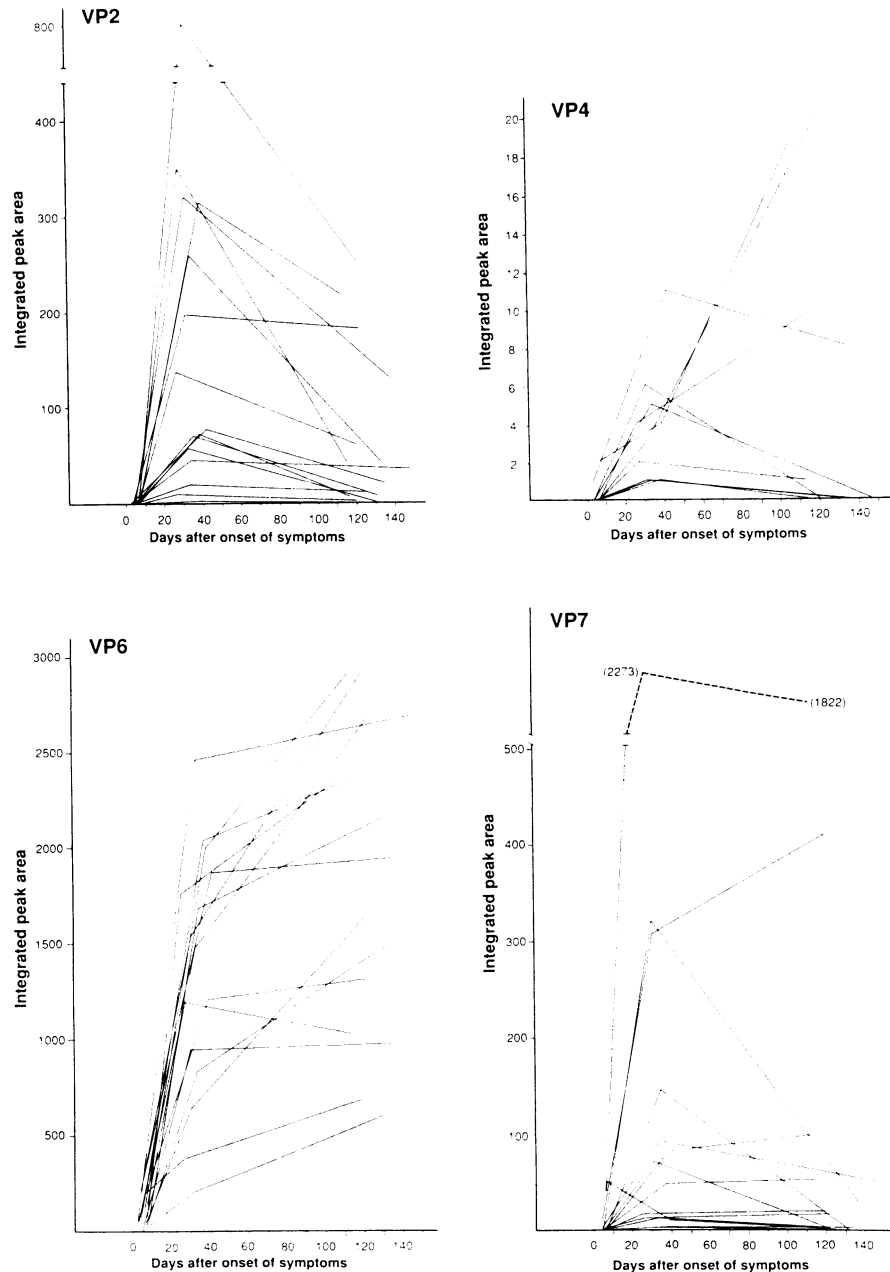 VP2
800
400
300
200
100
Integrated peak area
0 20 40 60 80 100 120 140
Days after onset of symptoms
VP4
20
18
16
14
12
10
8
6
4
2
Integrated peak area
0 20 40 60 80 100 120 140
Days after onset of symptoms
VP6
3000
2500
2000
1500
1000
500
Integrated peak area
0 20 40 60 80 100 120 140
Days after onset of symptoms
VP7
(2273)
(1822)
500
400
300
200
100
Integrated peak area
0 20 40 60 80 100 120 140
Days after onset of symptoms